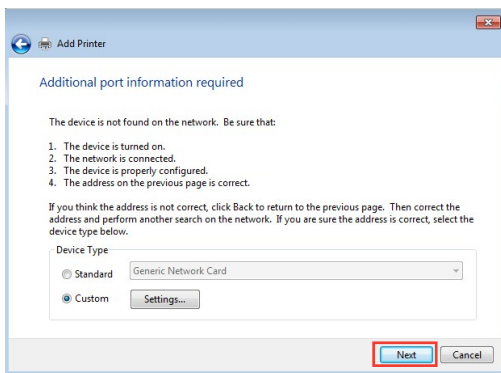 Add Printer
Additional port information required
The device is not found on the network. Be sure that:
1. The device is turned on.
2. The network is connected.
3. The device is properly configured.
4. The address on the previous page is correct.
If you think the address is not correct, click Back to return to the previous page. Then correct the
address and perform another search on the network. If you are sure the address is correct, select the
device type below.
Device Type
Standard
Generic Network Card
Custom
Settings...
Next
Cancel